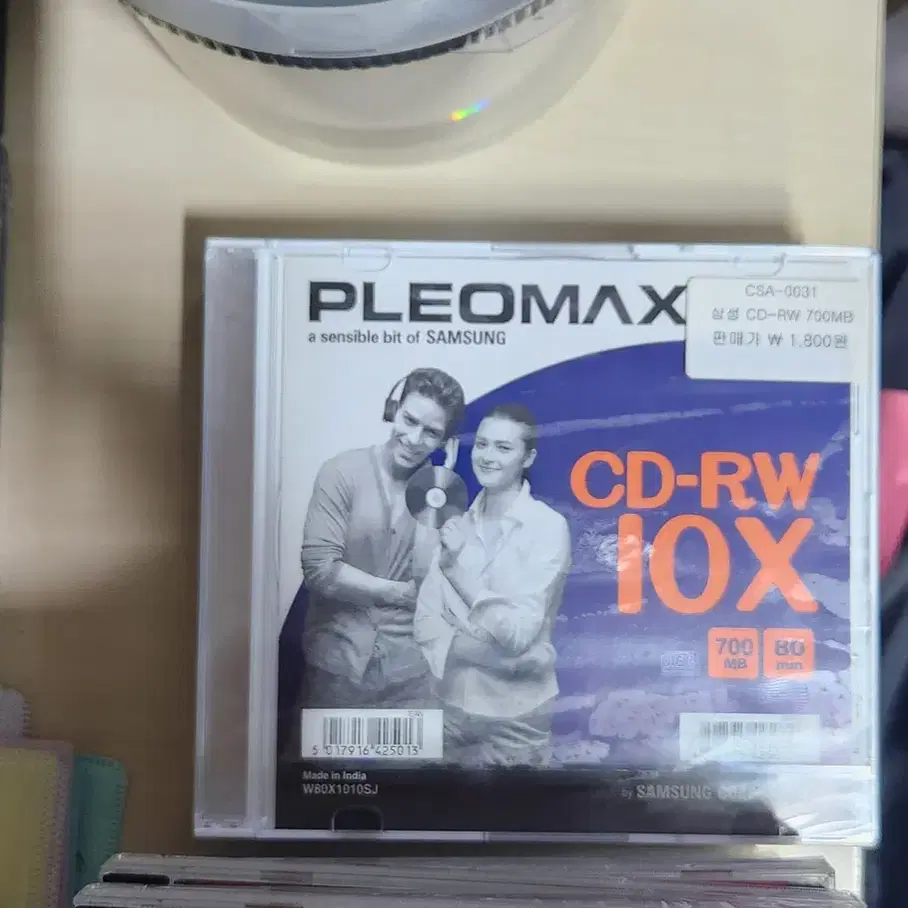 PLEOMAX
a sensible bit of SAMSUNG
CSA-0031
삼성 CD-RW 700MB
판매가 ₩ 1,800원
CD-RW
10X
700
MB
80
min
5 017916 425013
Made in India
W80X1010SJ
by SAMSUNG